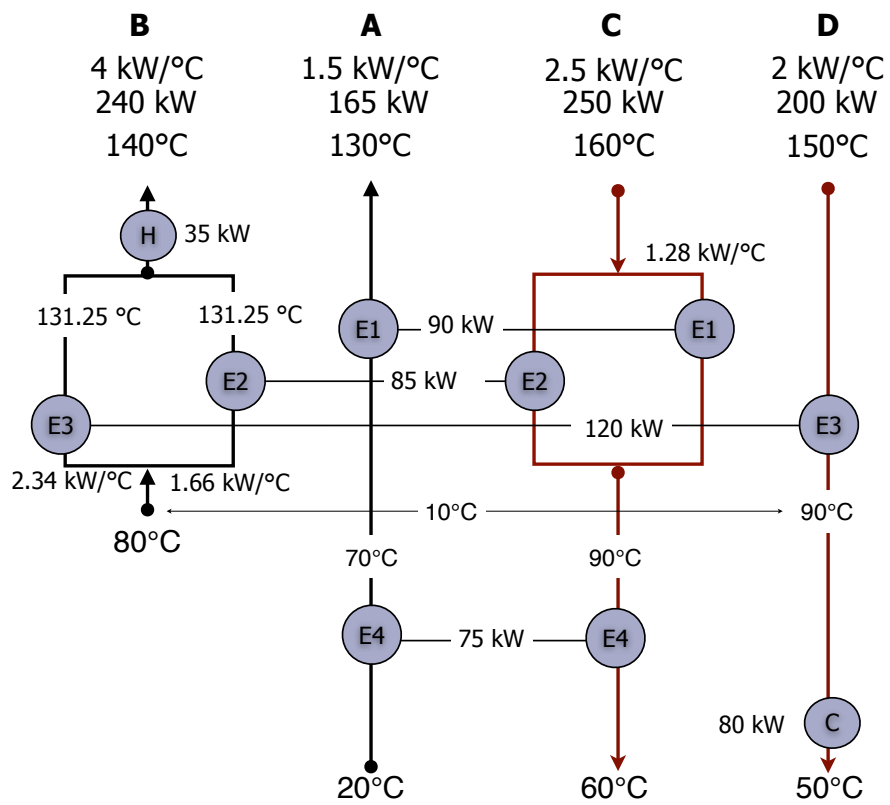 B A C D
4 kW/°C 1.5 kW/°C 2.5 kW/°C 2 kW/°C
240 kW 165 kW 250 kW 200 kW
140°C 130°C 160°C 150°C
H 35 kW
1.28 kW/°C
131.25 °C 131.25 °C
E1 90 kW E1
E2 85 kW E2
E3 120 kW E3
2.34 kW/°C 1.66 kW/°C
10°C 90°C
80°C
70°C 90°C
E4 75 kW E4
80 kW C
20°C 60°C 50°C